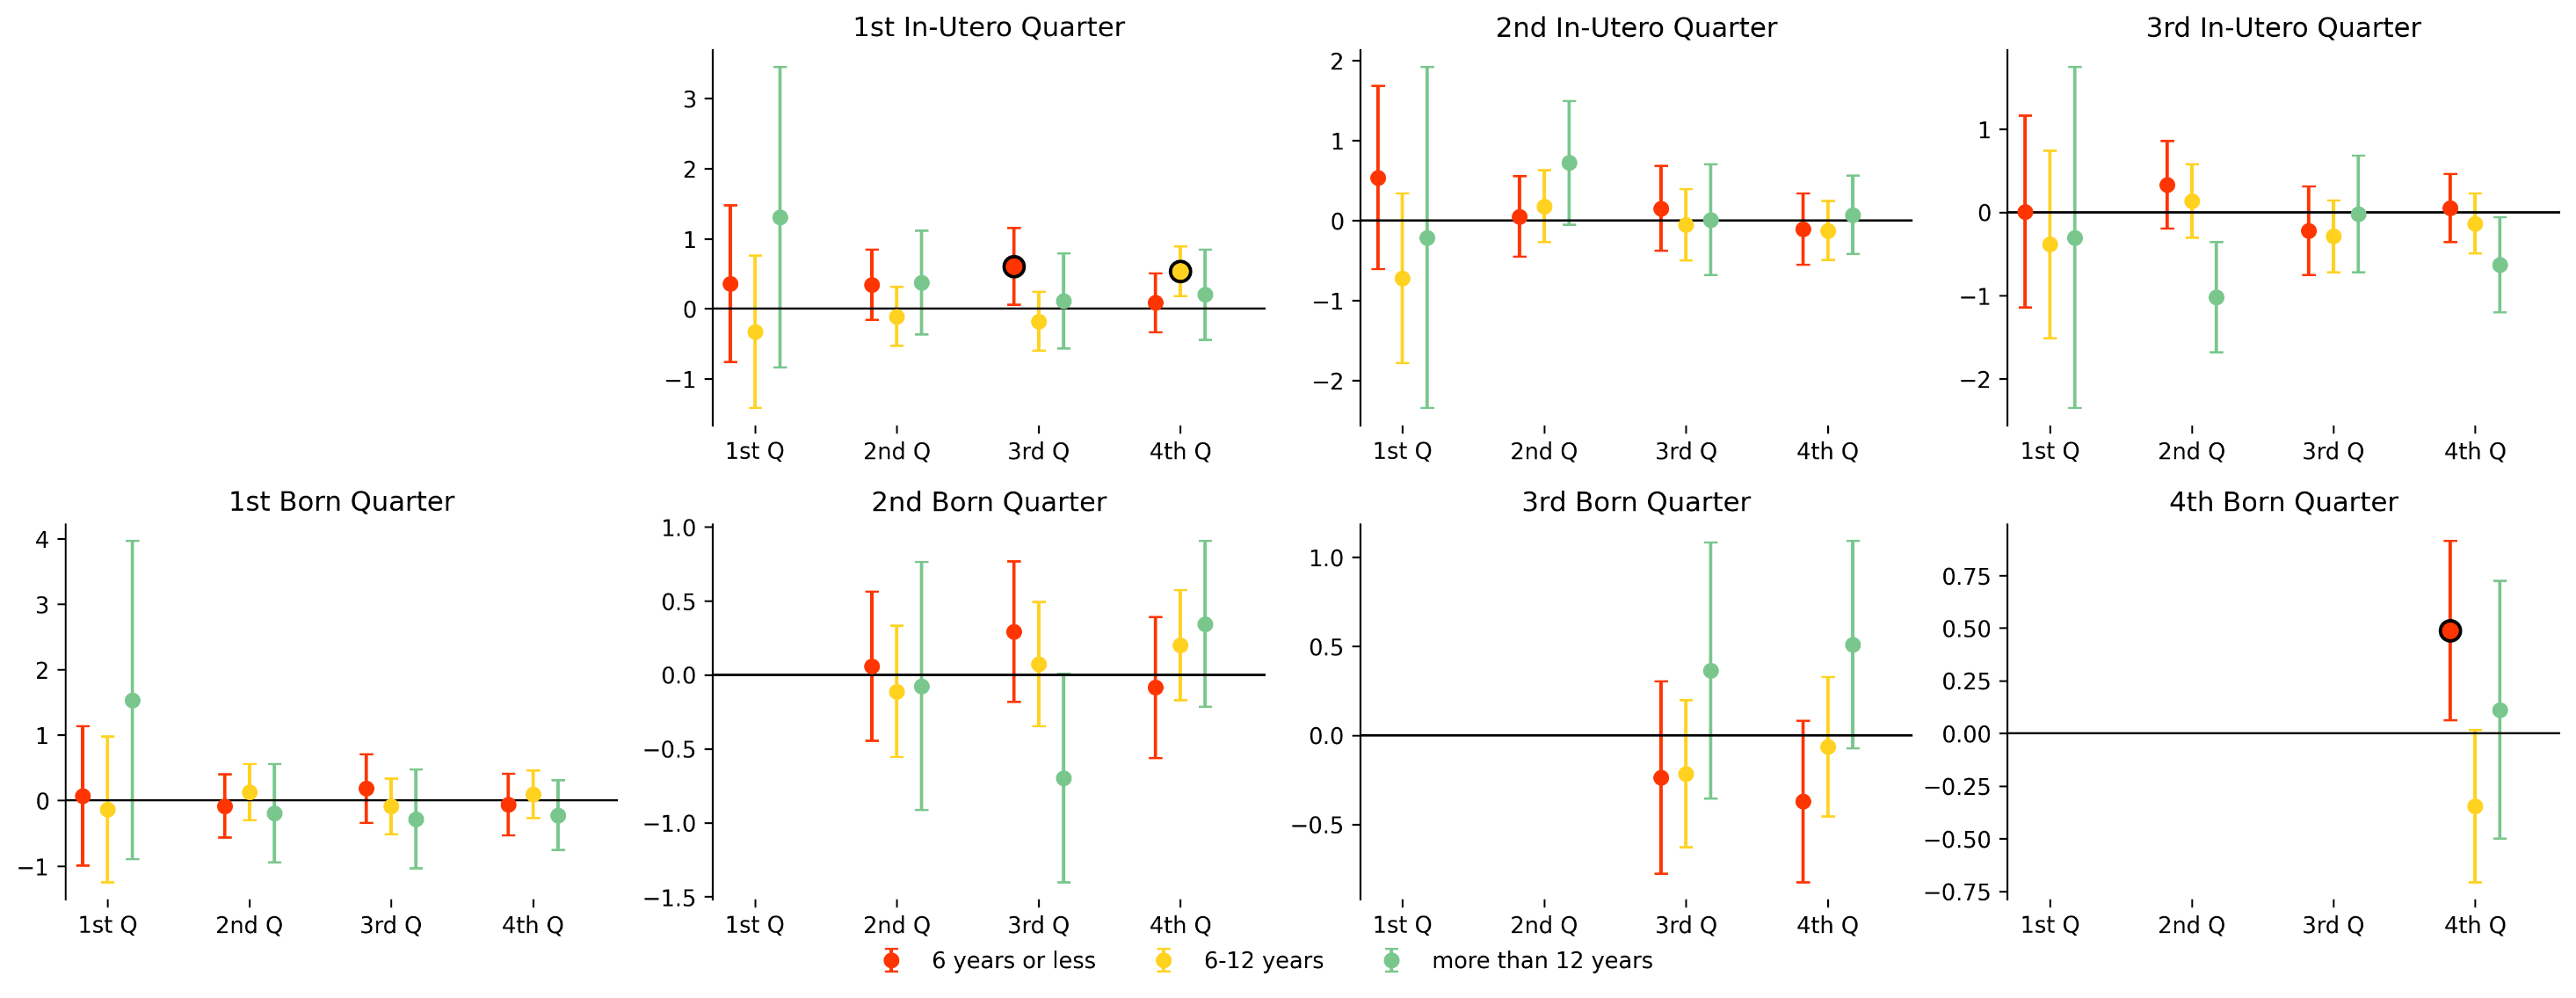 1st In-Utero Quarter
3
2
1
0
−1
1st Q 2nd Q 3rd Q 4th Q
2nd In-Utero Quarter
2
1
0
−1
−2
1st Q 2nd Q 3rd Q 4th Q
3rd In-Utero Quarter
1
0
−1
−2
1st Q 2nd Q 3rd Q 4th Q
1st Born Quarter
4
3
2
1
0
−1
1st Q 2nd Q 3rd Q 4th Q
2nd Born Quarter
1.0
0.5
0.0
−0.5
−1.0
−1.5
1st Q 2nd Q 3rd Q 4th Q
3rd Born Quarter
1.0
0.5
0.0
−0.5
1st Q 2nd Q 3rd Q 4th Q
4th Born Quarter
0.75
0.50
0.25
0.00
−0.25
−0.50
−0.75
1st Q 2nd Q 3rd Q 4th Q
6 years or less 6-12 years more than 12 years